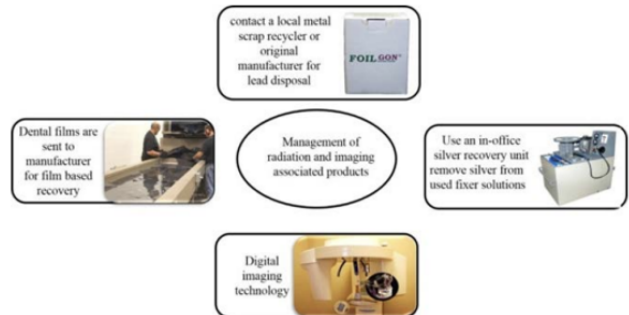 contact a local metal
scrap recycler or
original
manufacturer for
lead disposal
FOILGON®
Dental films are
sent to
manufacturer
for film based
recovery
Management of
radiation and imaging
associated products
Use an in-office
silver recovery unit
remove silver from
used fixer solutions
Digital
imaging
technology